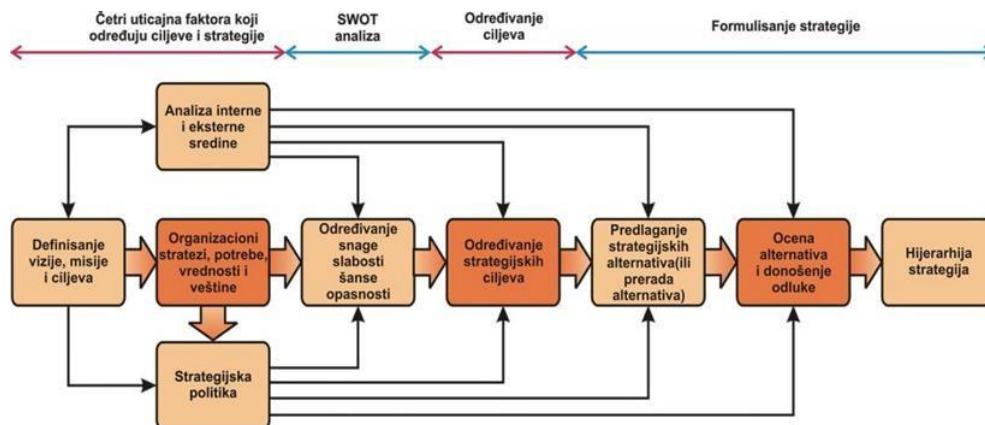 Četri uticajna faktora koji
određuju ciljeve i strategije
SWOT
analiza
Određivanje
ciljeva
Formulisanje strategije
Analiza interne
i eksterne
sredine
Definisanje
vizije, misije
i ciljeva
Organizacioni
stratezi, potrebe,
vrednosti i
veštine
Određivanje
snage
slabosti
šanse
opasnosti
Određivanje
strategijskih
ciljeva
Predlaganje
strategijskih
alternativa(ili
prerada
alternativa)
Ocena
alternativa
i donošenje
odluke
Hijerarhija
strategija
Strategijska
politika